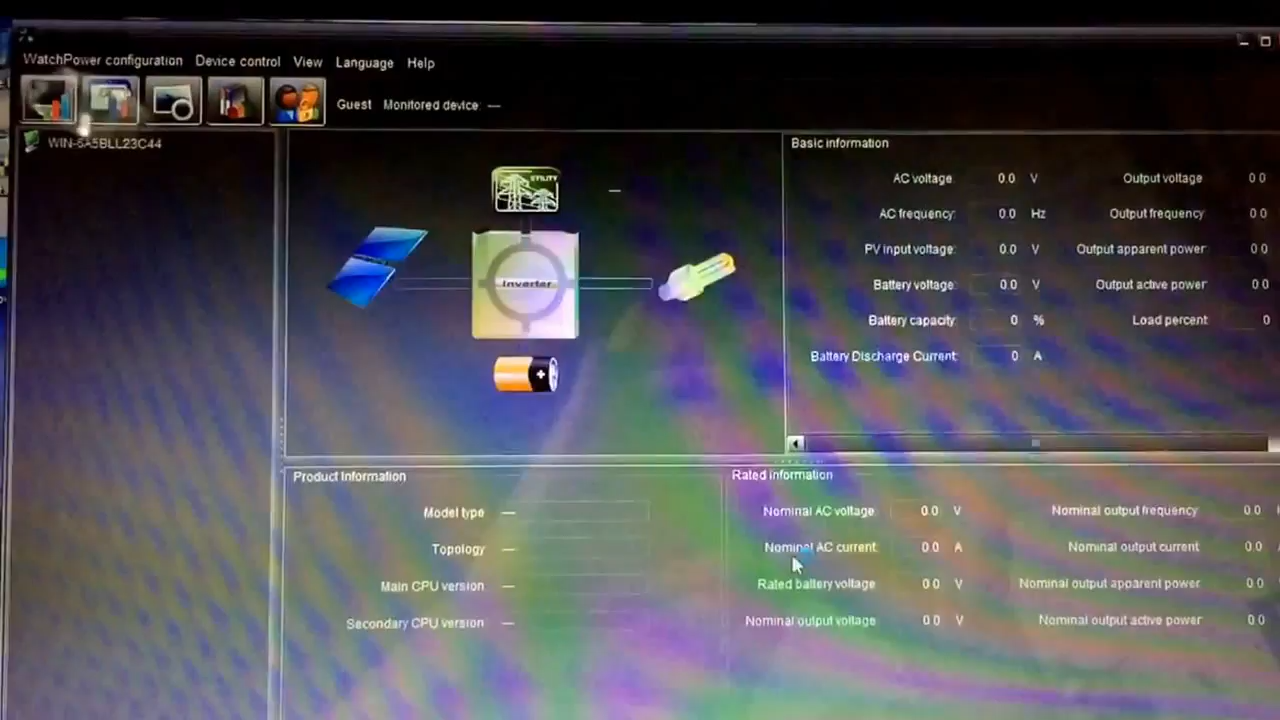 WatchPower configuration Device control View Language Help
Guest Monitored device: —
WIN-6A5BLL23C44
UTILITY
—
Inverter
Basic information
AC voltage: 0.0 V Output voltage 0 0
AC frequency: 0.0 Hz Output frequency 0 0
PV input voltage: 0.0 V Output apparent power: 0 0
Battery voltage: 0.0 V Output active power: 0 0
Battery capacity: 0 % Load percent: 0
Battery Discharge Current: 0 A
Product Information
Model type —
Topology —
Main CPU version —
Secondary CPU version —
Rated Information
Nominal AC voltage: 0.0 V Nominal output frequency 0.0
Nominal AC current: 0.0 A Nominal output current 0.0
Rated battery voltage 0.0 V Nominal output apparent power 0.0
Nominal output voltage 0.0 V Nominal output active power 0.0